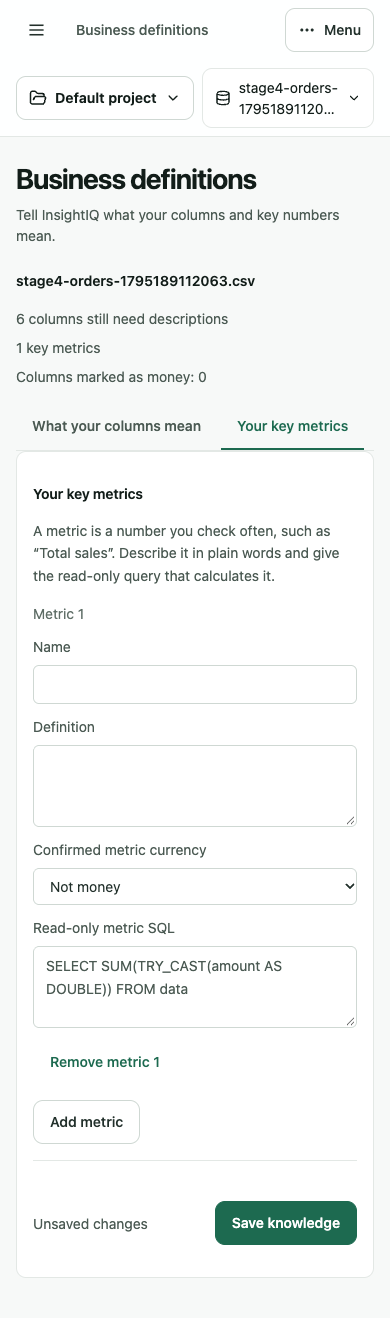 Business definitions
Menu
Default project
stage4-orders-
17951891120...
Business definitions
Tell InsightIQ what your columns and key numbers
mean.
stage4-orders-1795189112063.csv
6 columns still need descriptions
1 key metrics
Columns marked as money: 0
What your columns mean
Your key metrics
Your key metrics
A metric is a number you check often, such as
“Total sales”. Describe it in plain words and give
the read-only query that calculates it.
Metric 1
Name
Definition
Confirmed metric currency
Not money
Read-only metric SQL
SELECT SUM(TRY_CAST(amount AS
DOUBLE)) FROM data
Remove metric 1
Add metric
Unsaved changes
Save knowledge